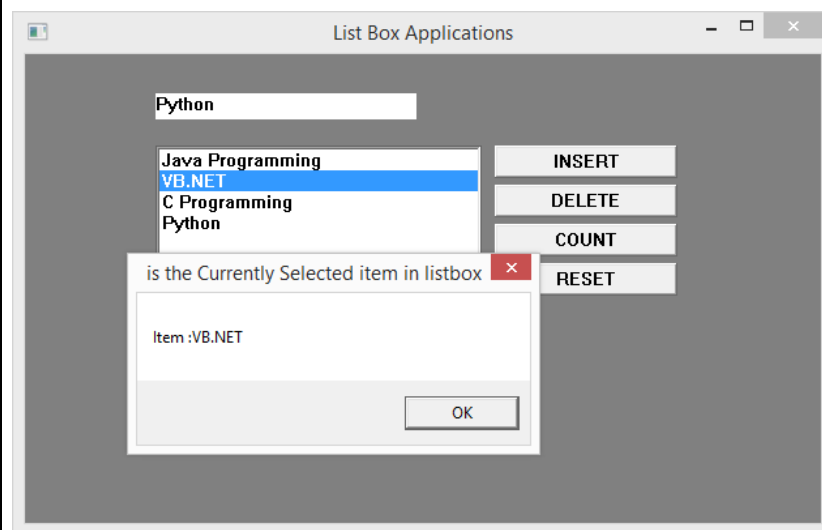 List Box Applications
Python
Java Programming
VB.NET
C Programming
Python
INSERT
DELETE
COUNT
RESET
is the Currently Selected item in listbox
Item :VB.NET
OK